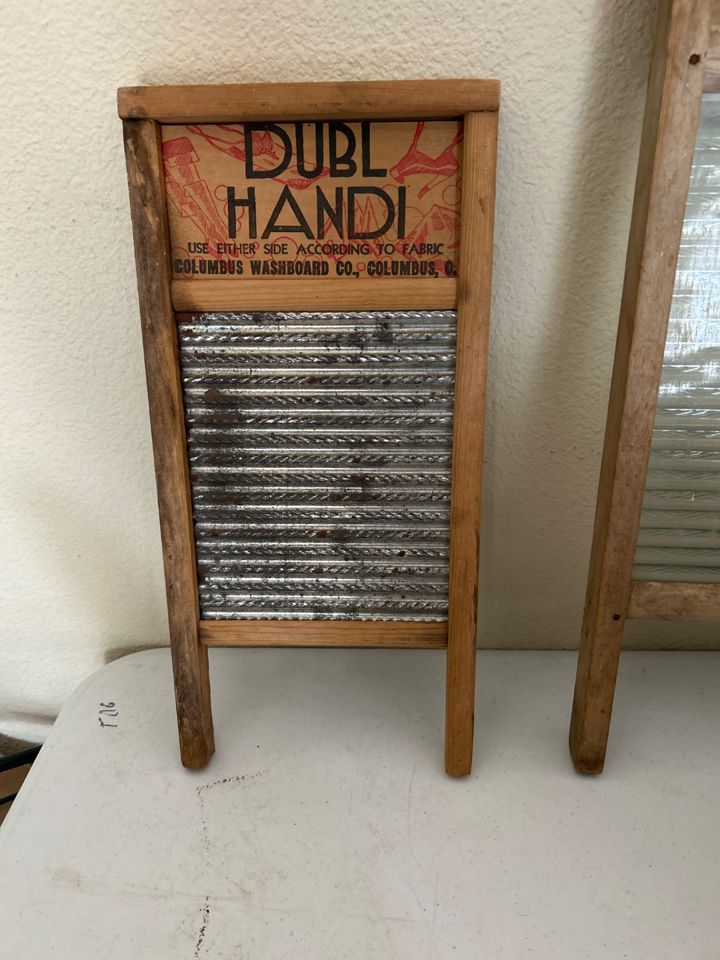 DUBL
HANDI
USE EITHER SIDE ACCORDING TO FABRIC
COLUMBUS WASHBOARD CO., COLUMBUS, O.